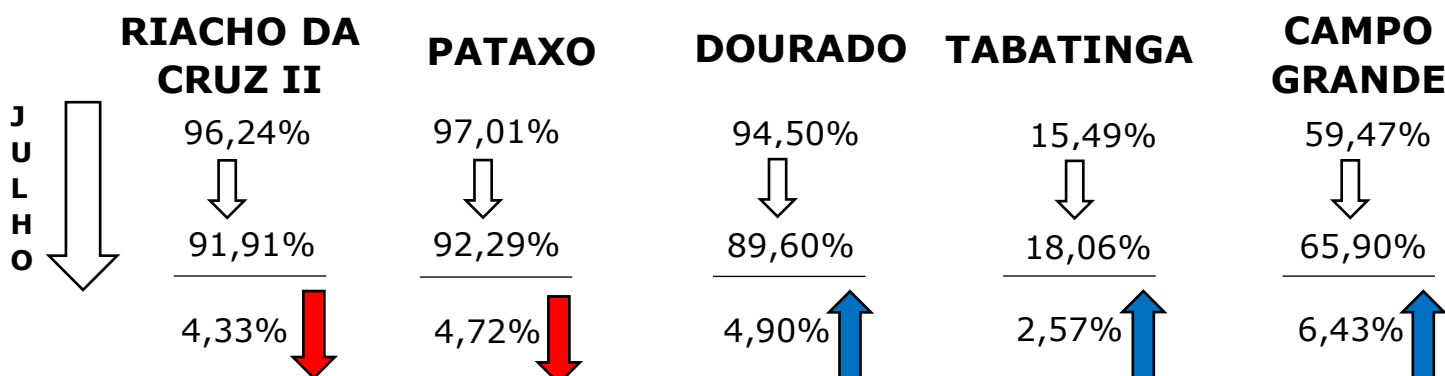 RIACHO DA
CRUZ II
PATAXO
DOURADO
TABATINGA
CAMPO
GRANDE
JULHO
96,24%
97,01%
94,50%
15,49%
59,47%
91,91%
92,29%
89,60%
18,06%
65,90%
4,33%
4,72%
4,90%
2,57%
6,43%